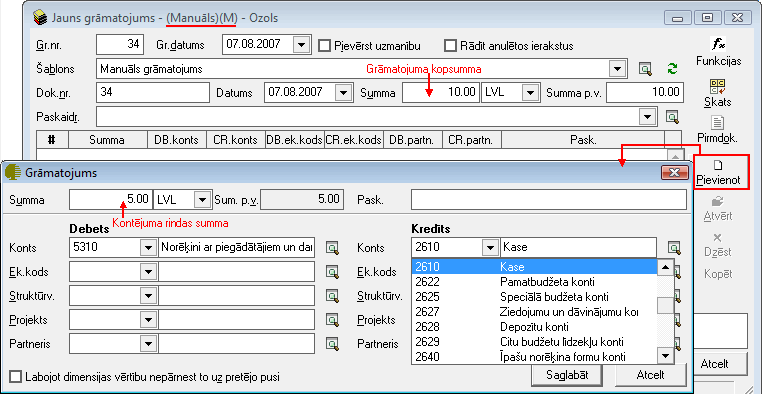 Jauns grāmatojums - (Manuāls)(M) - Ozols
Gr.nr. 34 Gr.datums 07.08.2007 Pievērst uzmanību Rādīt anulētos ierakstus
Funkcijas
Šablons Manuāls grāmatojums Grāmatojuma kopsumma
Dok.nr. 34 Datums 07.08.2007 Summa 10.00 LVL Summa p.v. 10.00
Skats
Paskaidr.
Pirmdok.
# Summa DB.konts CR.konts DB.ek.kods CR.ek.kods DB.partn. CR.partn. Pask.
Pievienot
Atvērt
Dzēst
Kopēt
Atcelt
Grāmatojums
Summa 5.00 LVL Sum. p.v. 5.00 Pask.
Kontējuma rindas summa
Debets Kredīts
Konts 5310 Norēķini ar piegādātājiem un dar Konts 2610 Kase
Ek.kods Ek.kods
Struktūrv. Struktūrv.
Projekts Projekts
Partneris Partneris
2610 Kase
2622 Pamatbudžeta konti
2625 Speciālā budžeta konti
2627 Ziedojumu un dāvinājumu kon
2628 Depozītu konti
2629 Citu budžetu līdzekļu konti
2640 Īpašu norēķina formu konti
Labojot dimensijas vērtību nepārnest to uz pretējo pusi
Saglabāt Atcelt